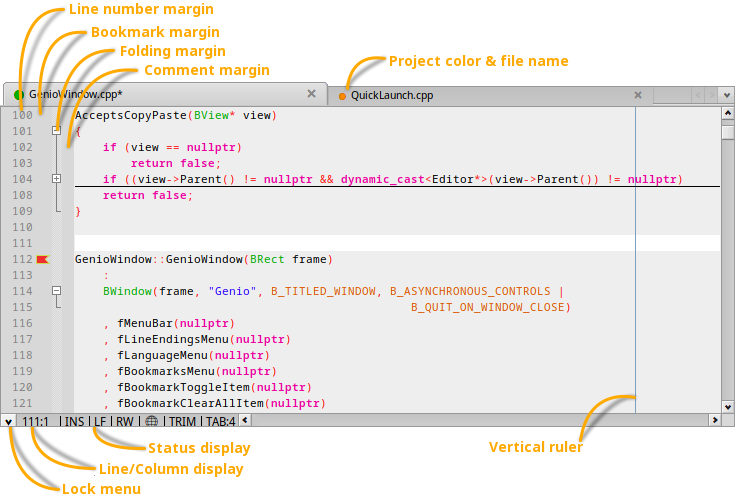 Line number margin
Bookmark margin
Folding margin
Comment margin
Project color & file name
GenioWindow.cpp*
QuickLaunch.cpp
100 AcceptsCopyPaste(BView* view)
101 {
102 if (view == nullptr)
103 return false;
104 if ((view->Parent() != nullptr && dynamic_cast<Editor*>(view->Parent()) != nullptr)
108 return false;
109 }
110
111
112 GenioWindow::GenioWindow(BRect frame)
113 :
114 BWindow(frame, "Genio", B_TITLED_WINDOW, B_ASYNCHRONOUS_CONTROLS |
115 B_QUIT_ON_WINDOW_CLOSE)
116 , fMenuBar(nullptr)
117 , fLineEndingsMenu(nullptr)
118 , fLanguageMenu(nullptr)
119 , fBookmarksMenu(nullptr)
120 , fBookmarkToggleItem(nullptr)
121 , fBookmarkClearAllItem(nullptr)
111:1 | INS | LF | RW | | TRIM | TAB:4
Status display
Vertical ruler
Line/Column display
Lock menu